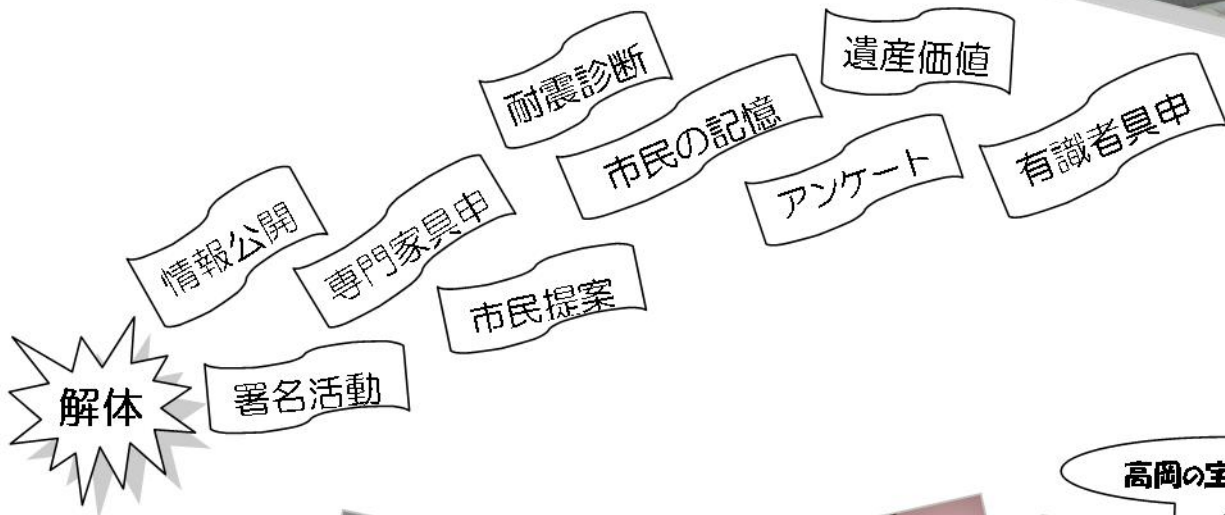 耐震診断
遺産価値
市民の記憶
有識者具申
アンケート
情報公開
専門家具申
市民提案
解体
署名活動
高岡の宝